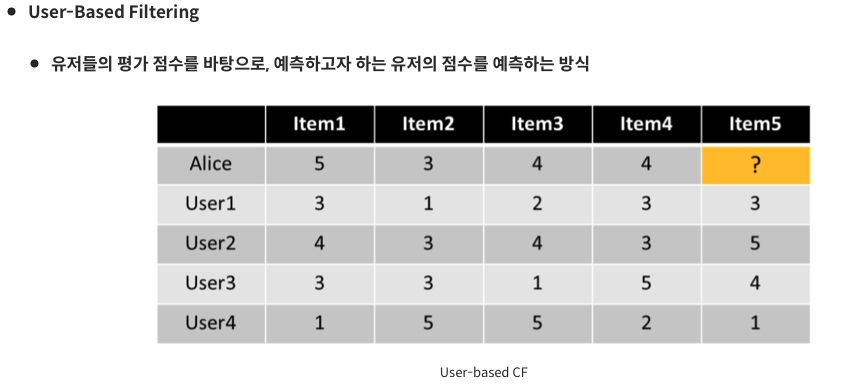 • User-Based Filtering
• 유저들의 평가 점수를 바탕으로, 예측하고자 하는 유저의 점수를 예측하는 방식
Item1 Item2 Item3 Item4 Item5
Alice 5 3 4 4 ?
User1 3 1 2 3 3
User2 4 3 4 3 5
User3 3 3 1 5 4
User4 1 5 5 2 1
User-based CF